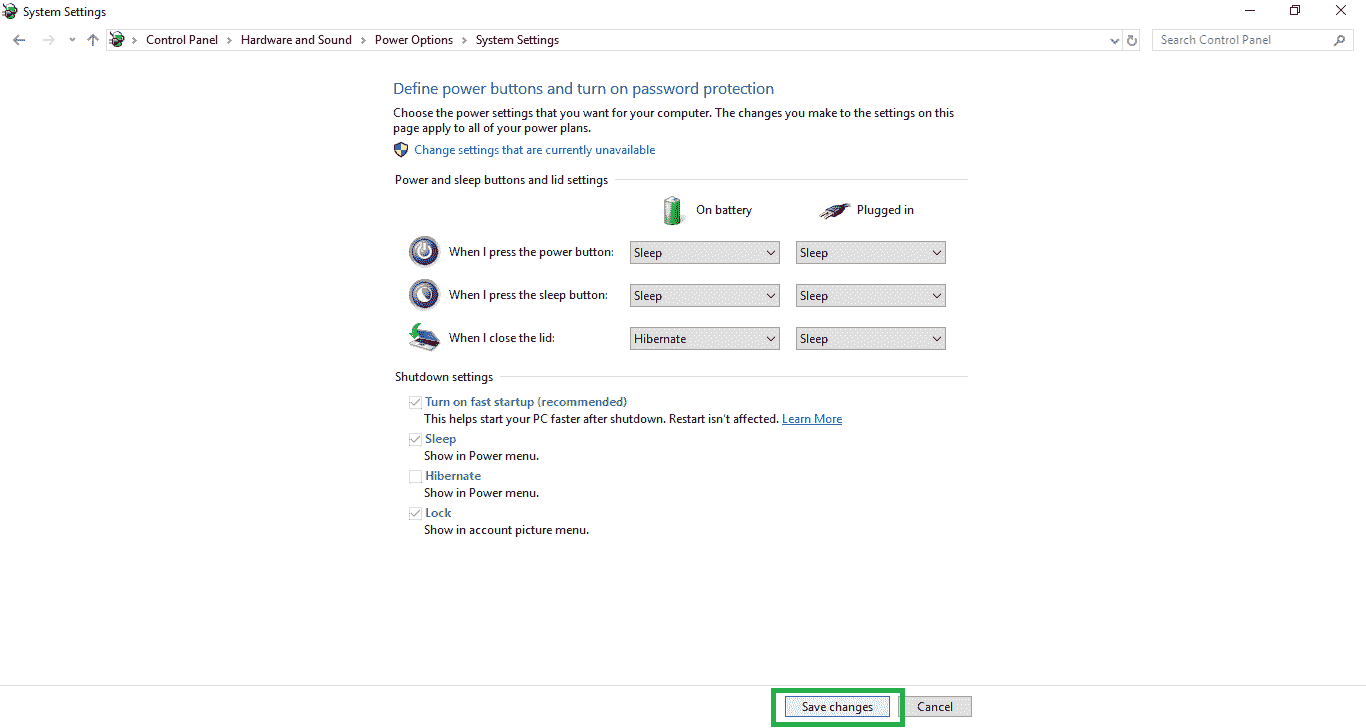 System Settings
Control Panel > Hardware and Sound > Power Options > System Settings
Search Control Panel
Define power buttons and turn on password protection
Choose the power settings that you want for your computer. The changes you make to the settings on this
page apply to all of your power plans.
Change settings that are currently unavailable
Power and sleep buttons and lid settings
On battery Plugged in
When I press the power button: Sleep Sleep
When I press the sleep button: Sleep Sleep
When I close the lid: Hibernate Sleep
Shutdown settings
Turn on fast startup (recommended)
This helps start your PC faster after shutdown. Restart isn't affected. Learn More
Sleep
Show in Power menu.
Hibernate
Show in Power menu.
Lock
Show in account picture menu.
Save changes Cancel